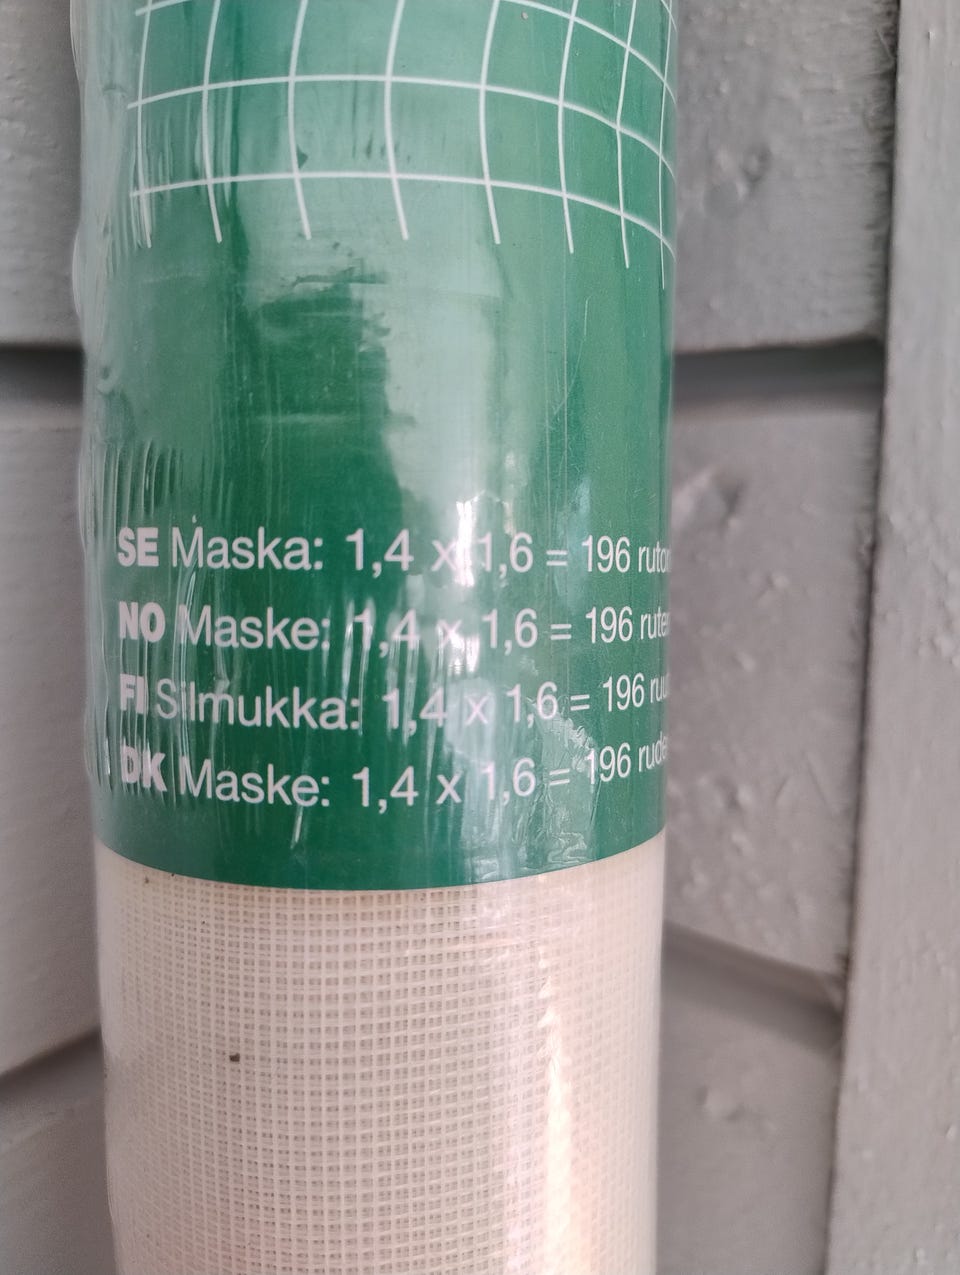 SE Maska: 1,4 x 1,6 = 196
NO Maske: 1,4 x 1,6 = 196
FI Silmukka: 1,4 x 1,6 = 196
DK Maske: 1,4 x 1,6 = 196